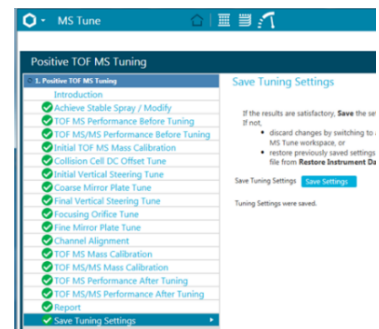 MS Tune
Positive TOF MS Tuning
1. Positive TOF MS Tuning
Introduction
Achieve Stable Spray / Modify
TOF MS Performance Before Tuning
TOF MS/MS Performance Before Tuning
Initial TOF MS Mass Calibration
Collision Cell DC Offset Tune
Initial Vertical Steering Tune
Coarse Mirror Plate Tune
Final Vertical Steering Tune
Focusing Orifice Tune
Fine Mirror Plate Tune
Channel Alignment
TOF MS Mass Calibration
TOF MS/MS Mass Calibration
TOF MS Performance After Tuning
TOF MS/MS Performance After Tuning
Report
Save Tuning Settings
Save Tuning Settings
If the results are satisfactory, Save the se
If not,
• discard changes by switching to a
MS Tune workspace, or
• restore previously saved settings
file from Restore Instrument Da
Save Tuning Settings Save Settings
Tuning Settings were saved.